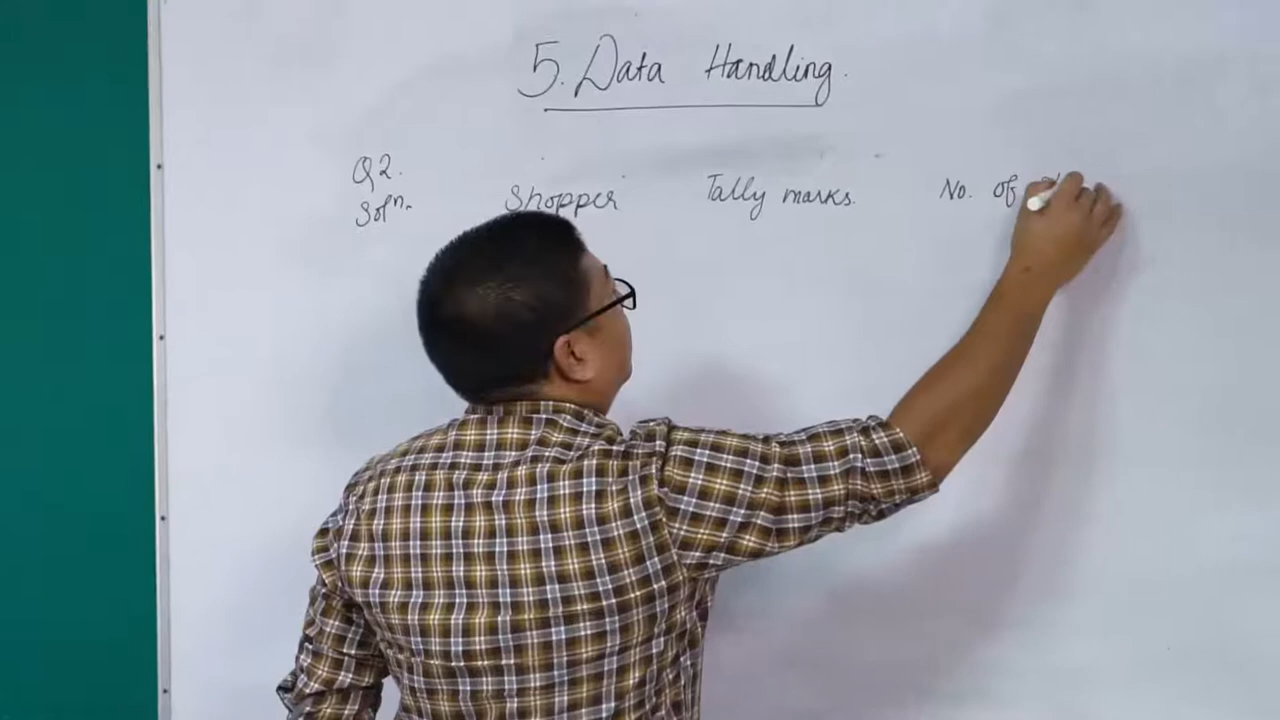 5. Data Handling.
Q2.
Solⁿ. Shopper Tally marks. No. of